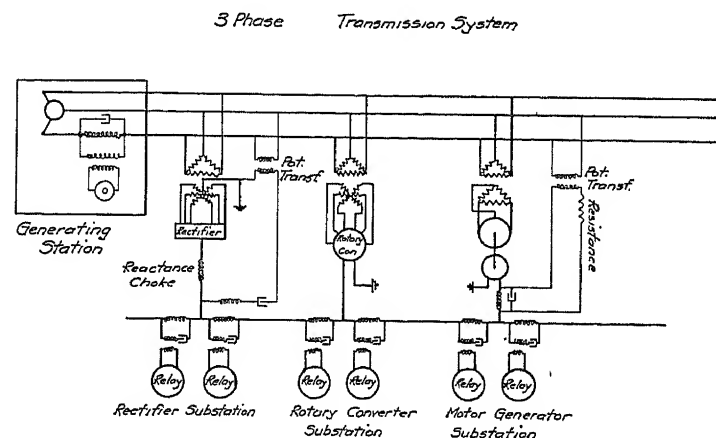 3 Phase Transmission System
Pot.
Transf.
Pot.
Transf.
Resistance
Generating
Station
Rectifier
Rotary
Con
Reactance
Choke
Relay Relay Relay Relay Relay Relay
Rectifier Substation
Rotary Converter
Substation
Motor Generator
Substation